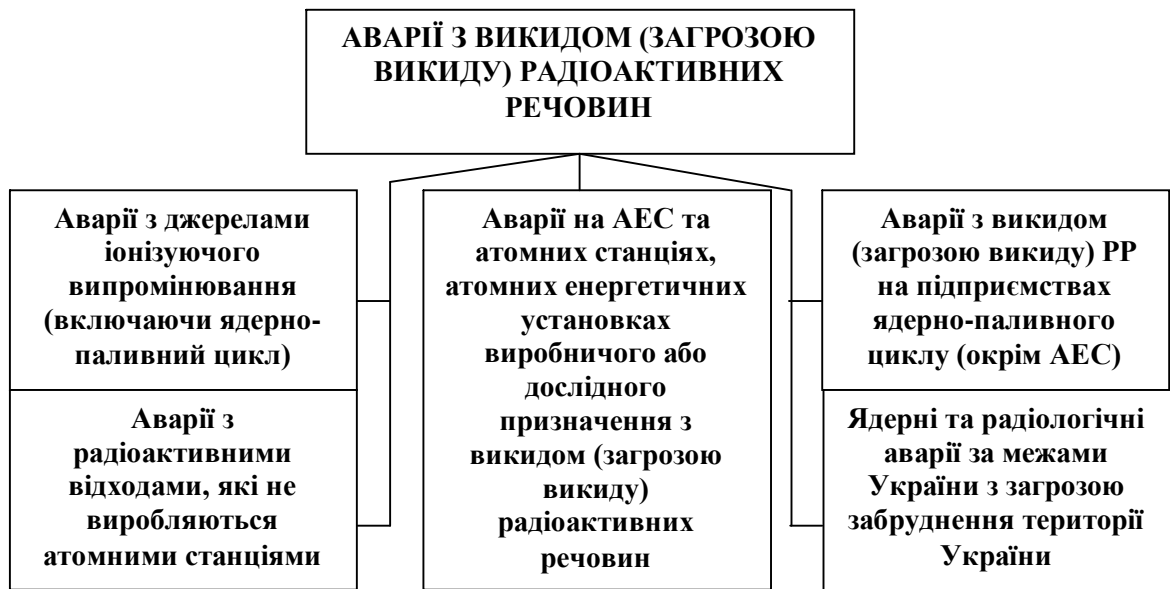 АВАРІЇ З ВИКИДОМ (ЗАГРОЗОЮ
ВИКИДУ) РАДІОАКТИВНИХ
РЕЧОВИН
Аварії з джерелами
іонізуючого
випромінювання
(включаючи ядерно-
паливний цикл)
Аварії з
радіоактивними
відходами, які не
виробляються
атомними станціями
Аварії на АЕС та
атомних станціях,
атомних енергетичних
установках
виробничого або
дослідного
призначення з
викидом (загрозою
викиду)
радіоактивних
речовин
Аварії з викидом
(загрозою викиду) РР
на підприємствах
ядерно-паливного
циклу (окрім АЕС)
Ядерні та радіологічні
аварії за межами
України з загрозою
забруднення території
України